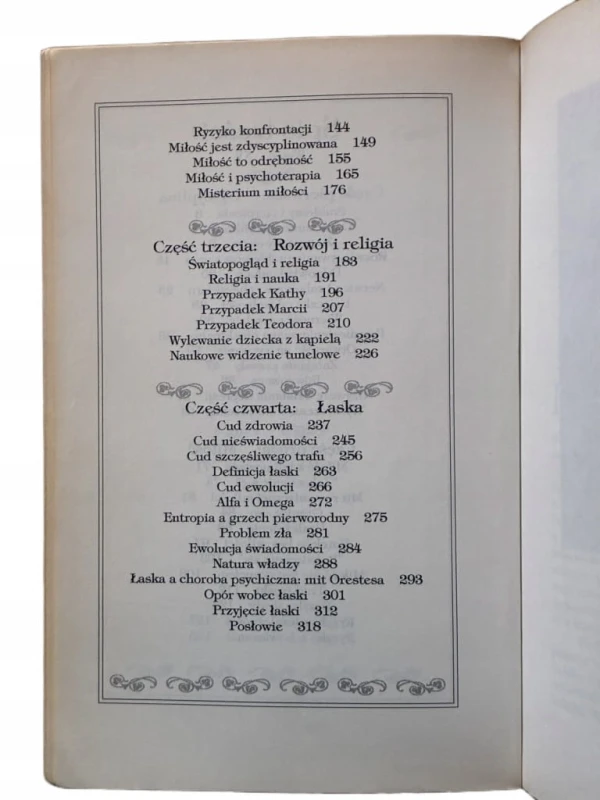 Ryzyko konfrontacji 144
Miłość jest zdyscyplinowana 149
Miłość to odrębność 155
Miłość i psychoterapia 165
Misterium miłości 176
Część trzecia: Rozwój i religia
Światopogląd i religia 183
Religia i nauka 191
Przypadek Kathy 196
Przypadek Marcii 207
Przypadek Teodora 210
Wylewanie dziecka z kąpielą 222
Naukowe widzenie tunelowe 226
Część czwarta: Łaska
Cud zdrowia 237
Cud nieświadomości 245
Cud szczęśliwego trafu 256
Definicja łaski 263
Cud ewolucji 266
Alfa i Omega 272
Entropia a grzech pierworodny 275
Problem zła 281
Ewolucja świadomości 284
Natura władzy 288
Łaska a choroba psychiczna: mit Orestesa 293
Opór wobec łaski 301
Przyjęcie łaski 312
Posłowie 318